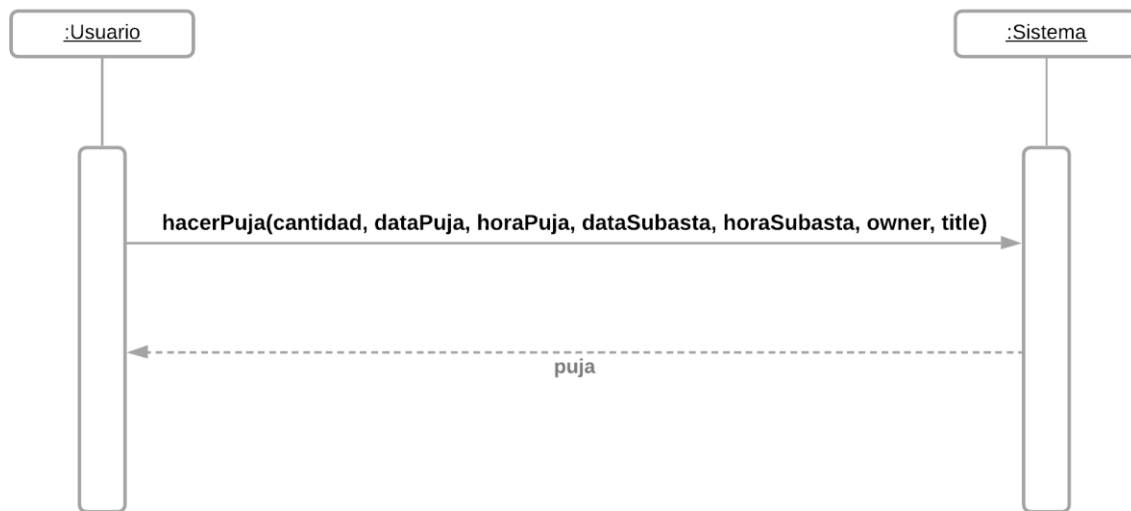 :Usuario
:Sistema
hacerPuja(cantidad, dataPuja, horaPuja, dataSubasta, horaSubasta, owner, title)
puja